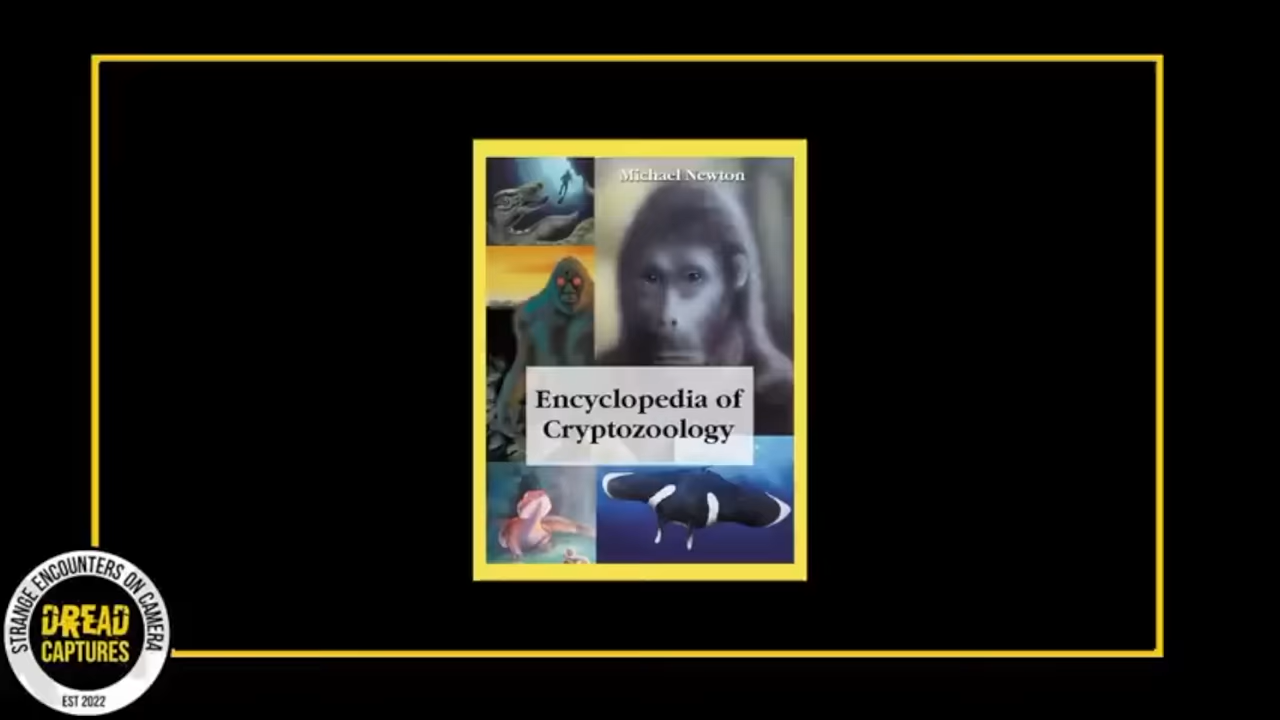 Michael Newton
Encyclopedia of
Cryptozoology
STRANGE ENCOUNTERS ON CAMERA
DREAD
CAPTURES
EST 2022